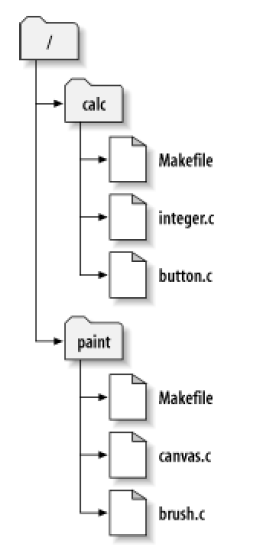 /
calc
Makefile
integer.c
button.c
paint
Makefile
canvas.c
brush.c